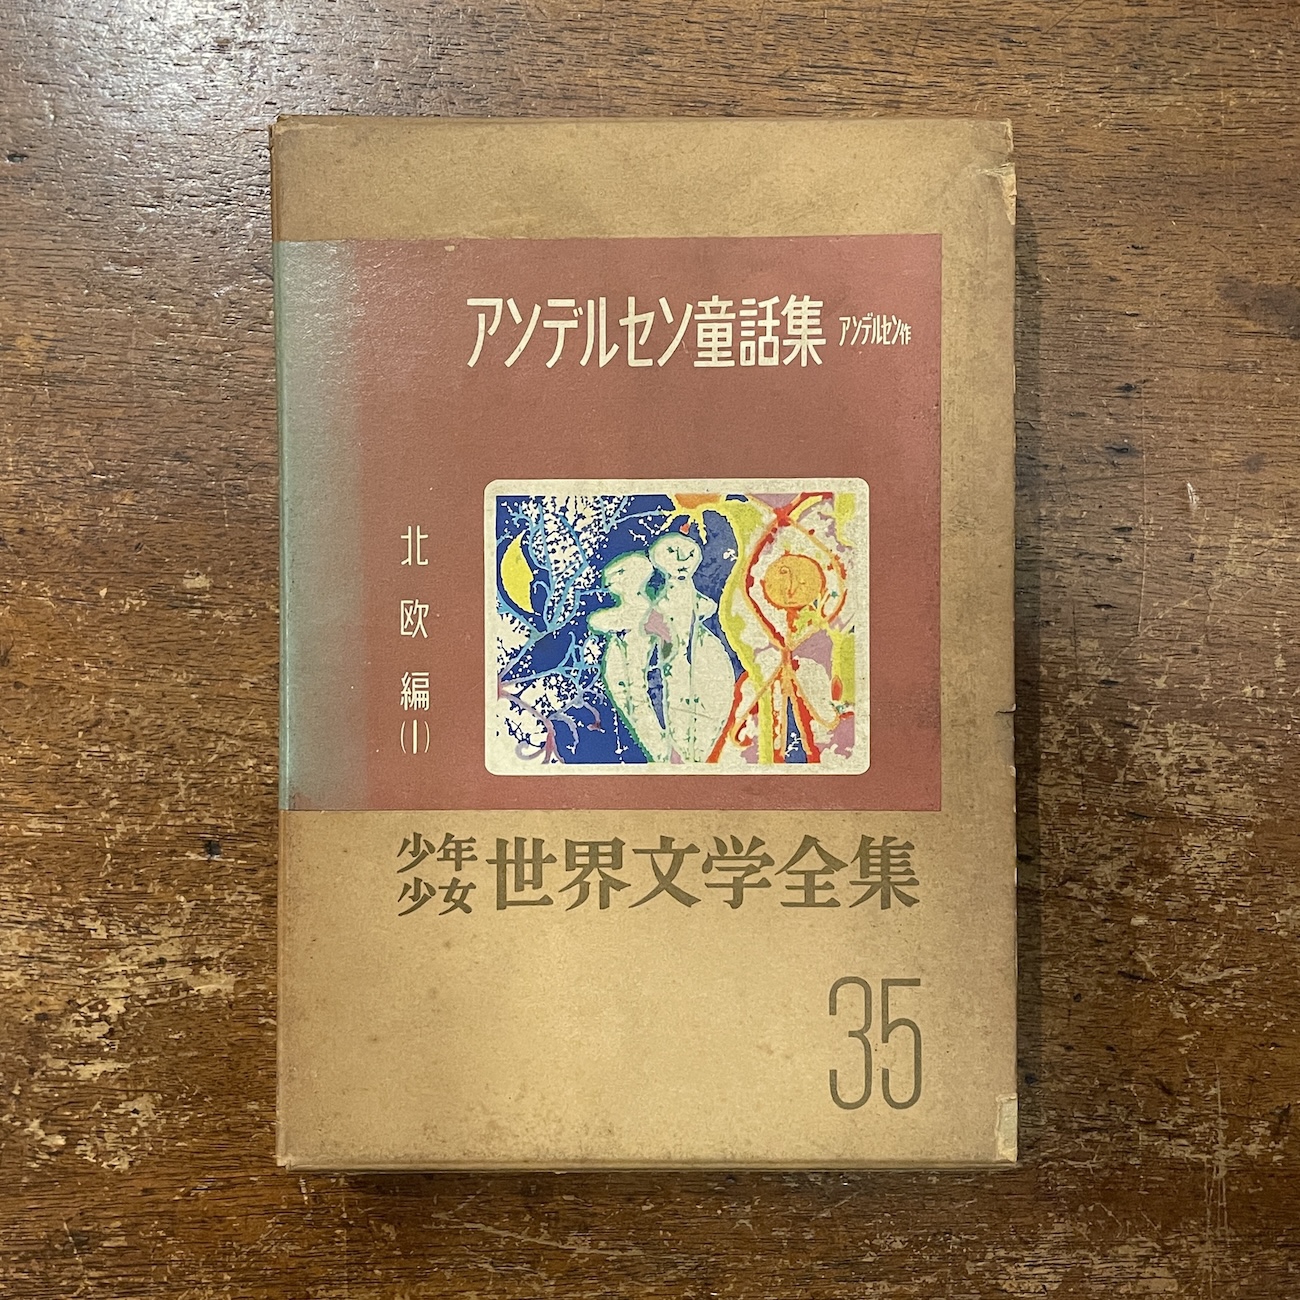 アンデルセン童話集 アンデルセン作
北欧編(1)
少年少女 世界文学全集
35